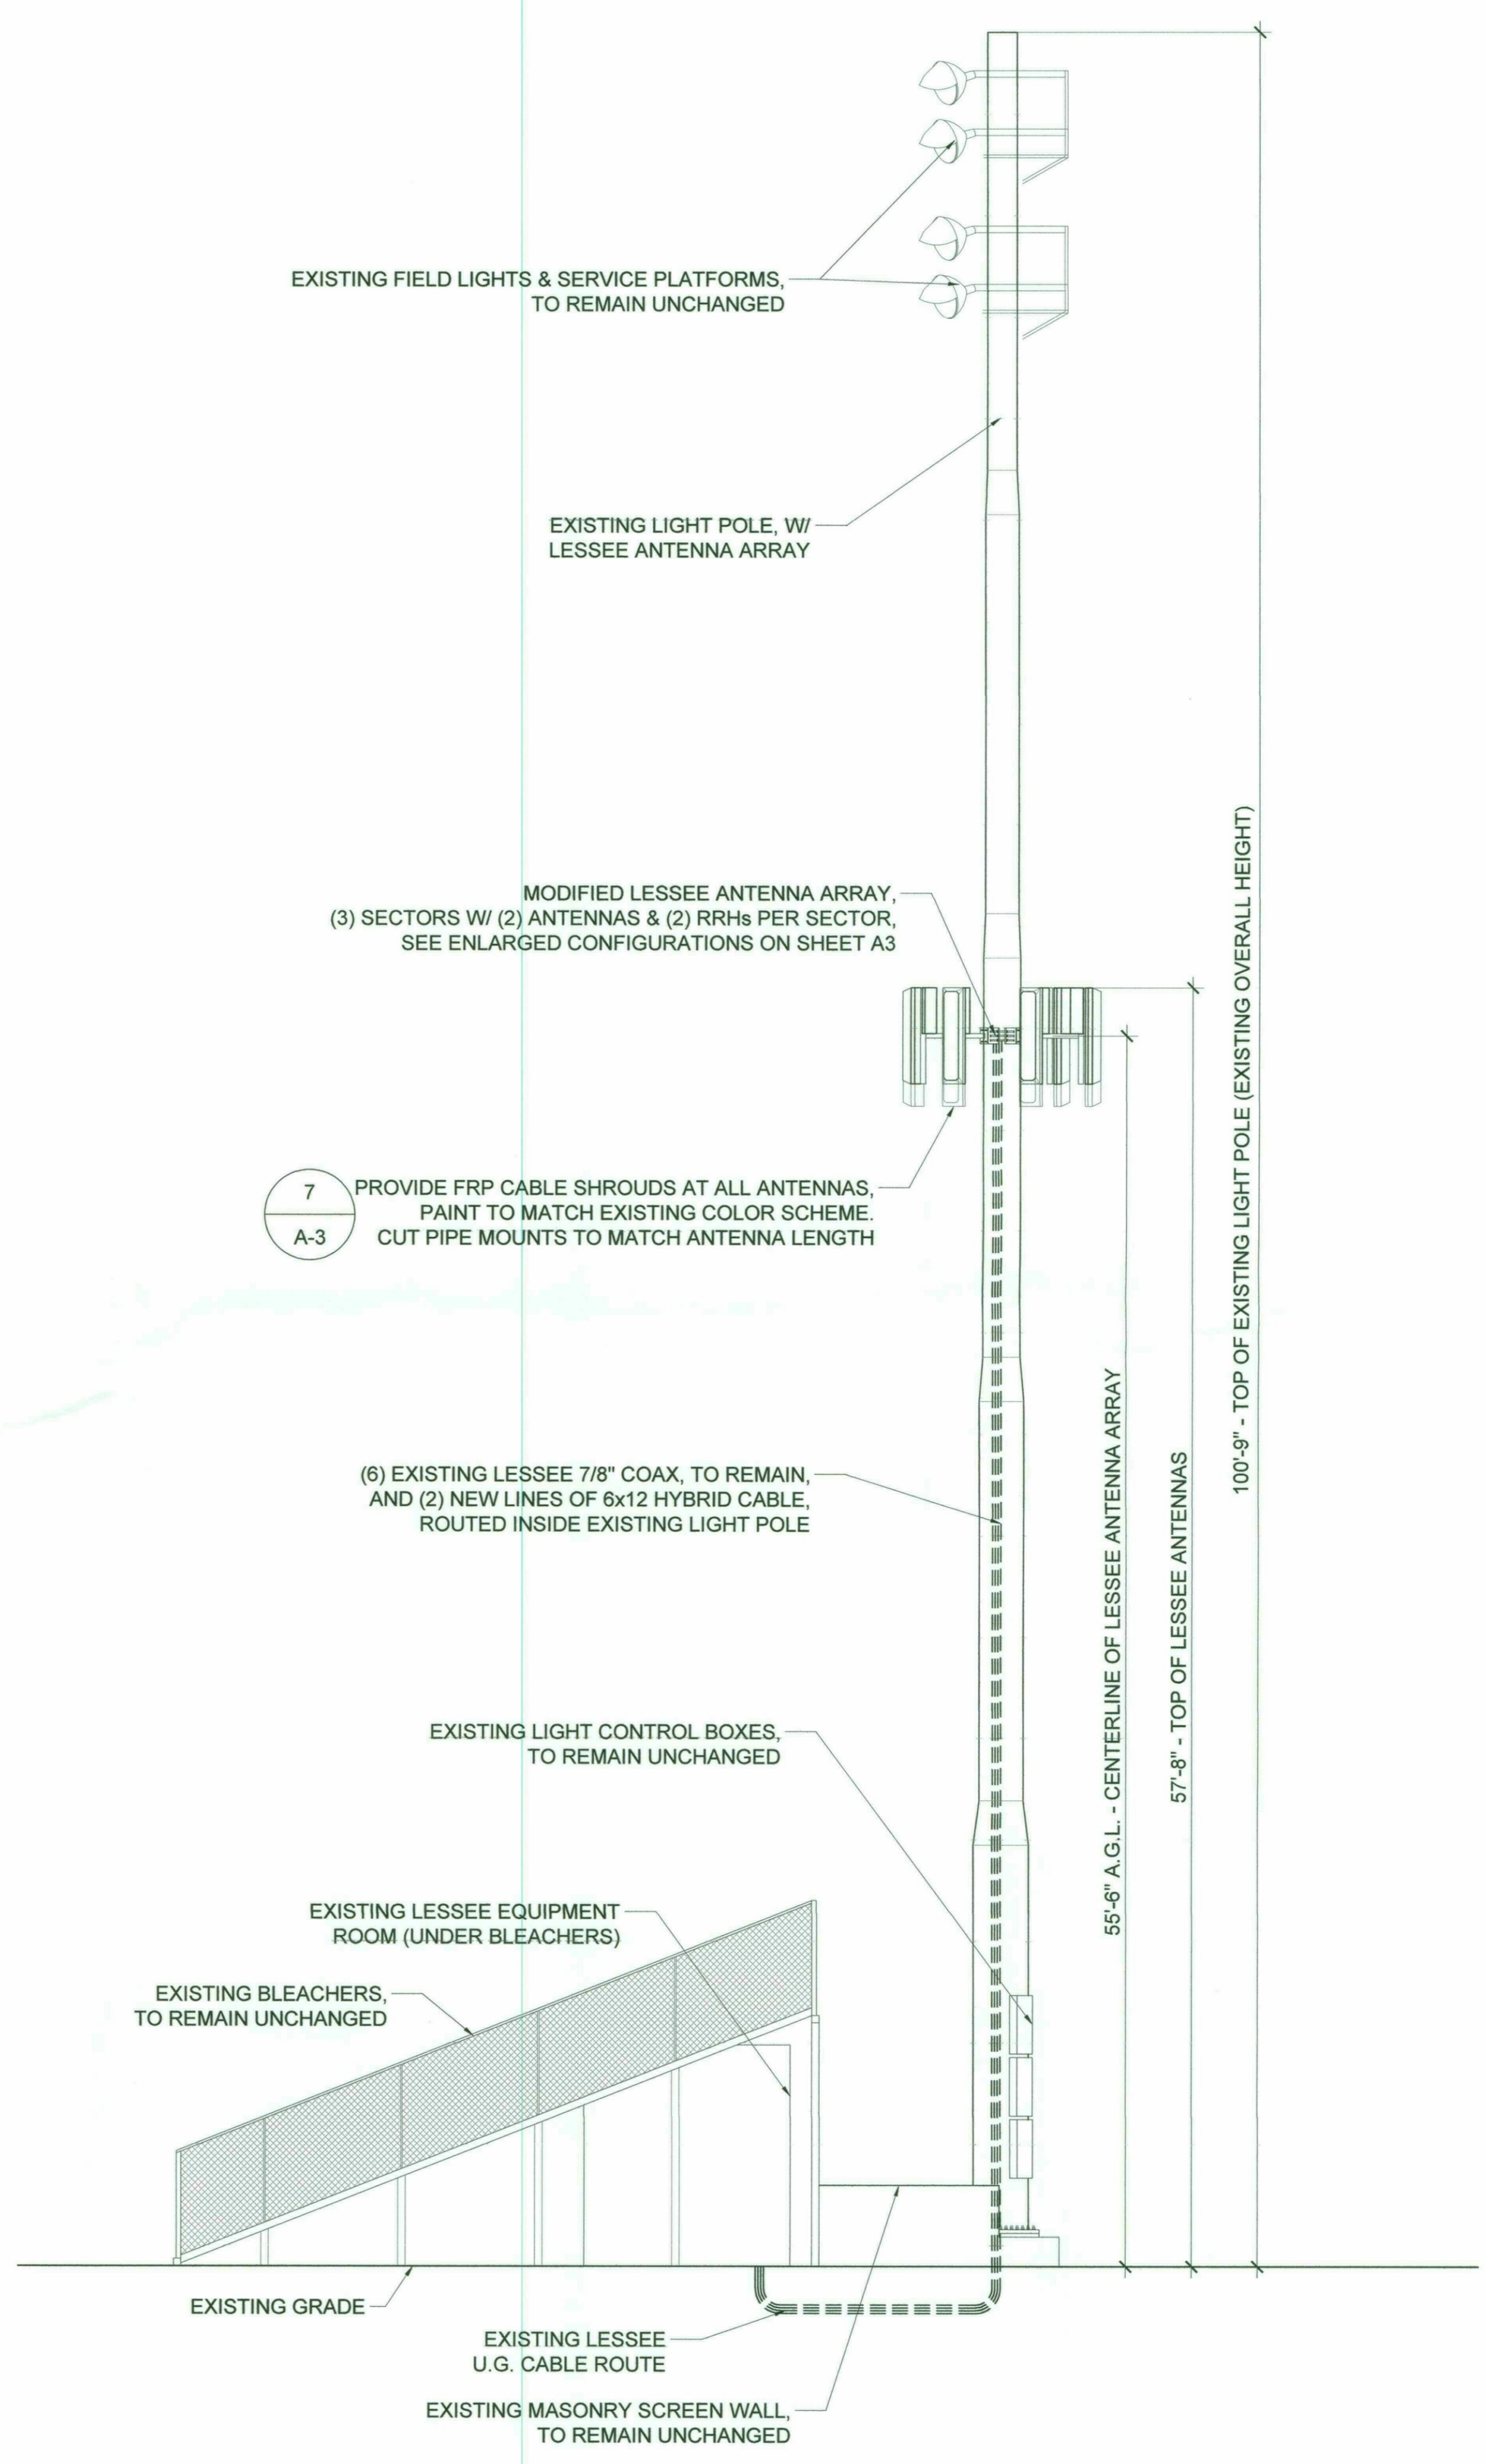 EXISTING FIELD LIGHTS & SERVICE PLATFORMS,
TO REMAIN UNCHANGED
EXISTING LIGHT POLE, W/
LESSEE ANTENNA ARRAY
MODIFIED LESSEE ANTENNA ARRAY,
(3) SECTORS W/ (2) ANTENNAS & (2) RRHs PER SECTOR,
SEE ENLARGED CONFIGURATIONS ON SHEET A3
7
A-3
PROVIDE FRP CABLE SHROUDS AT ALL ANTENNAS,
PAINT TO MATCH EXISTING COLOR SCHEME.
CUT PIPE MOUNTS TO MATCH ANTENNA LENGTH
(6) EXISTING LESSEE 7/8" COAX, TO REMAIN,
AND (2) NEW LINES OF 6x12 HYBRID CABLE,
ROUTED INSIDE EXISTING LIGHT POLE
EXISTING LIGHT CONTROL BOXES,
TO REMAIN UNCHANGED
EXISTING LESSEE EQUIPMENT
ROOM (UNDER BLEACHERS)
EXISTING BLEACHERS,
TO REMAIN UNCHANGED
EXISTING GRADE
EXISTING LESSEE
U.G. CABLE ROUTE
EXISTING MASONRY SCREEN WALL,
TO REMAIN UNCHANGED
55'-6" A.G.L. - CENTERLINE OF LESSEE ANTENNA ARRAY
57'-8" - TOP OF LESSEE ANTENNAS
100'-9" - TOP OF EXISTING LIGHT POLE (EXISTING OVERALL HEIGHT)